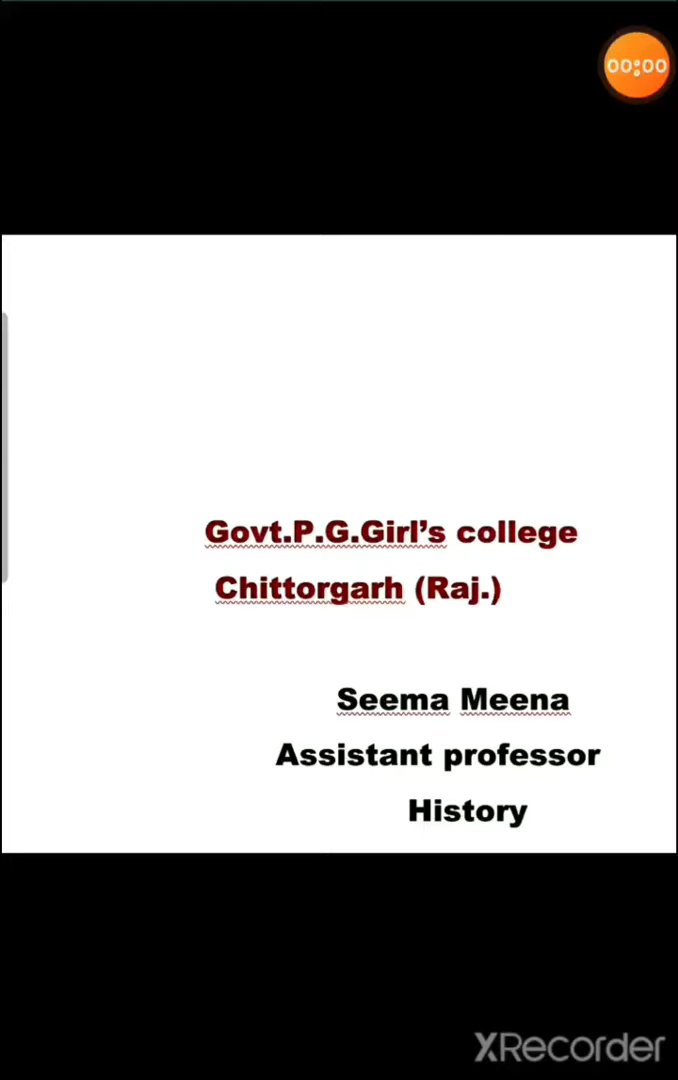 00:00
Govt.P.G.Girl’s college
Chittorgarh (Raj.)
Seema Meena
Assistant professor
History
XRecorder